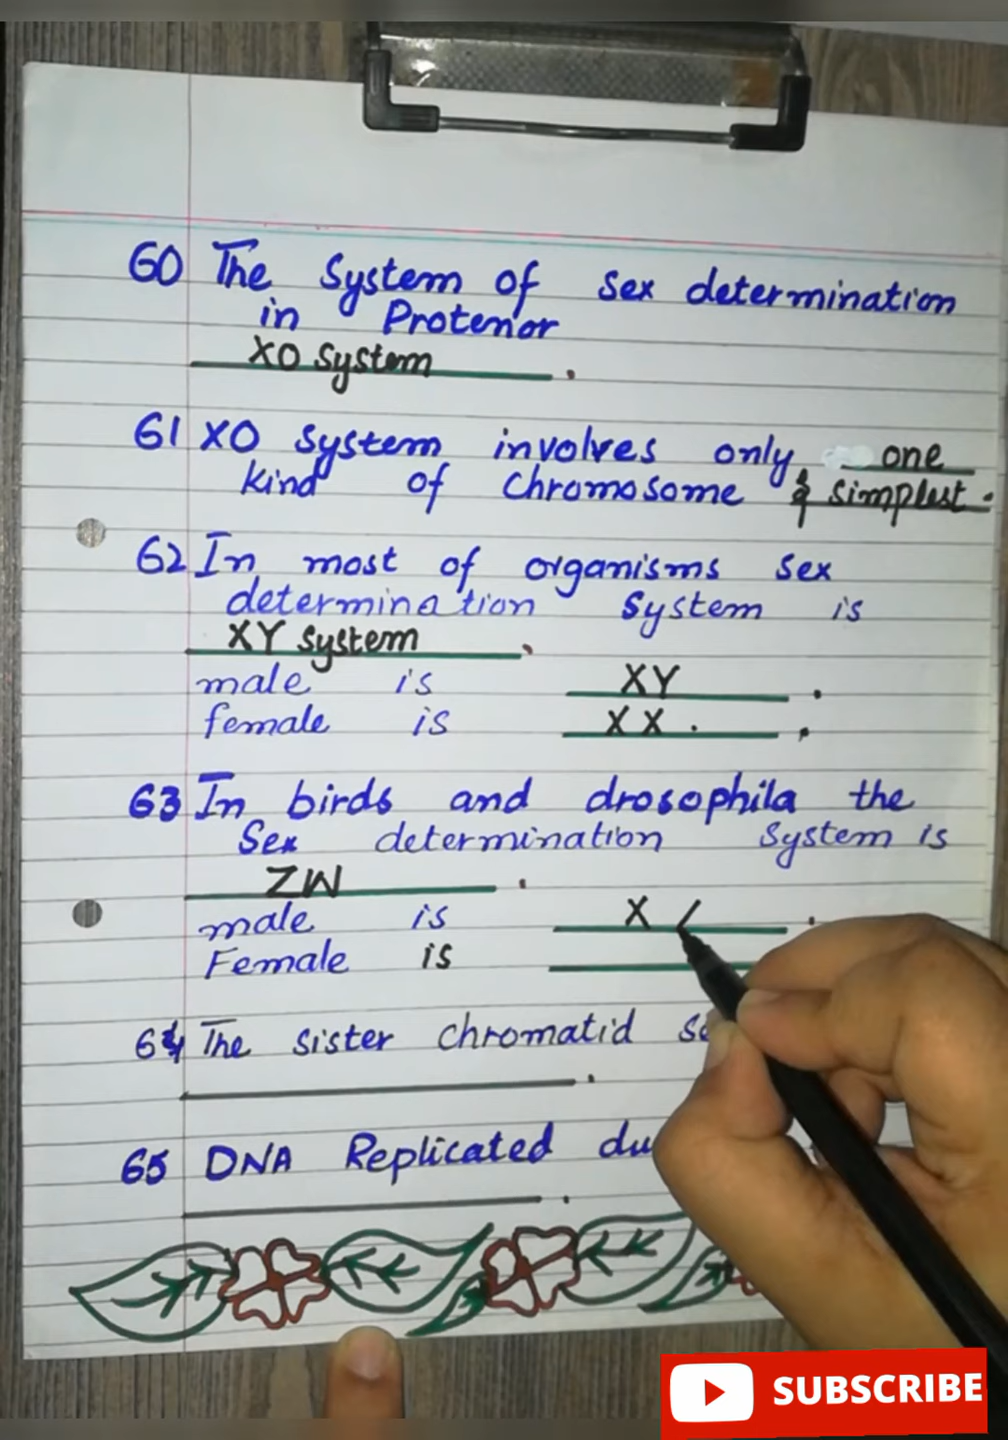 60 The System of sex determination
in Protenor
XO System .
61 XO System involves only one
kind of Chromosome & simplest .
62 In most of organisms sex
determination System is
XY system .
male is XY .
female is XX . .
63 In birds and drosophila the
Sex determination System is
ZW .
male is X .
Female is
64 The sister chromatid
.
65 DNA Replicated
.
SUBSCRIBE